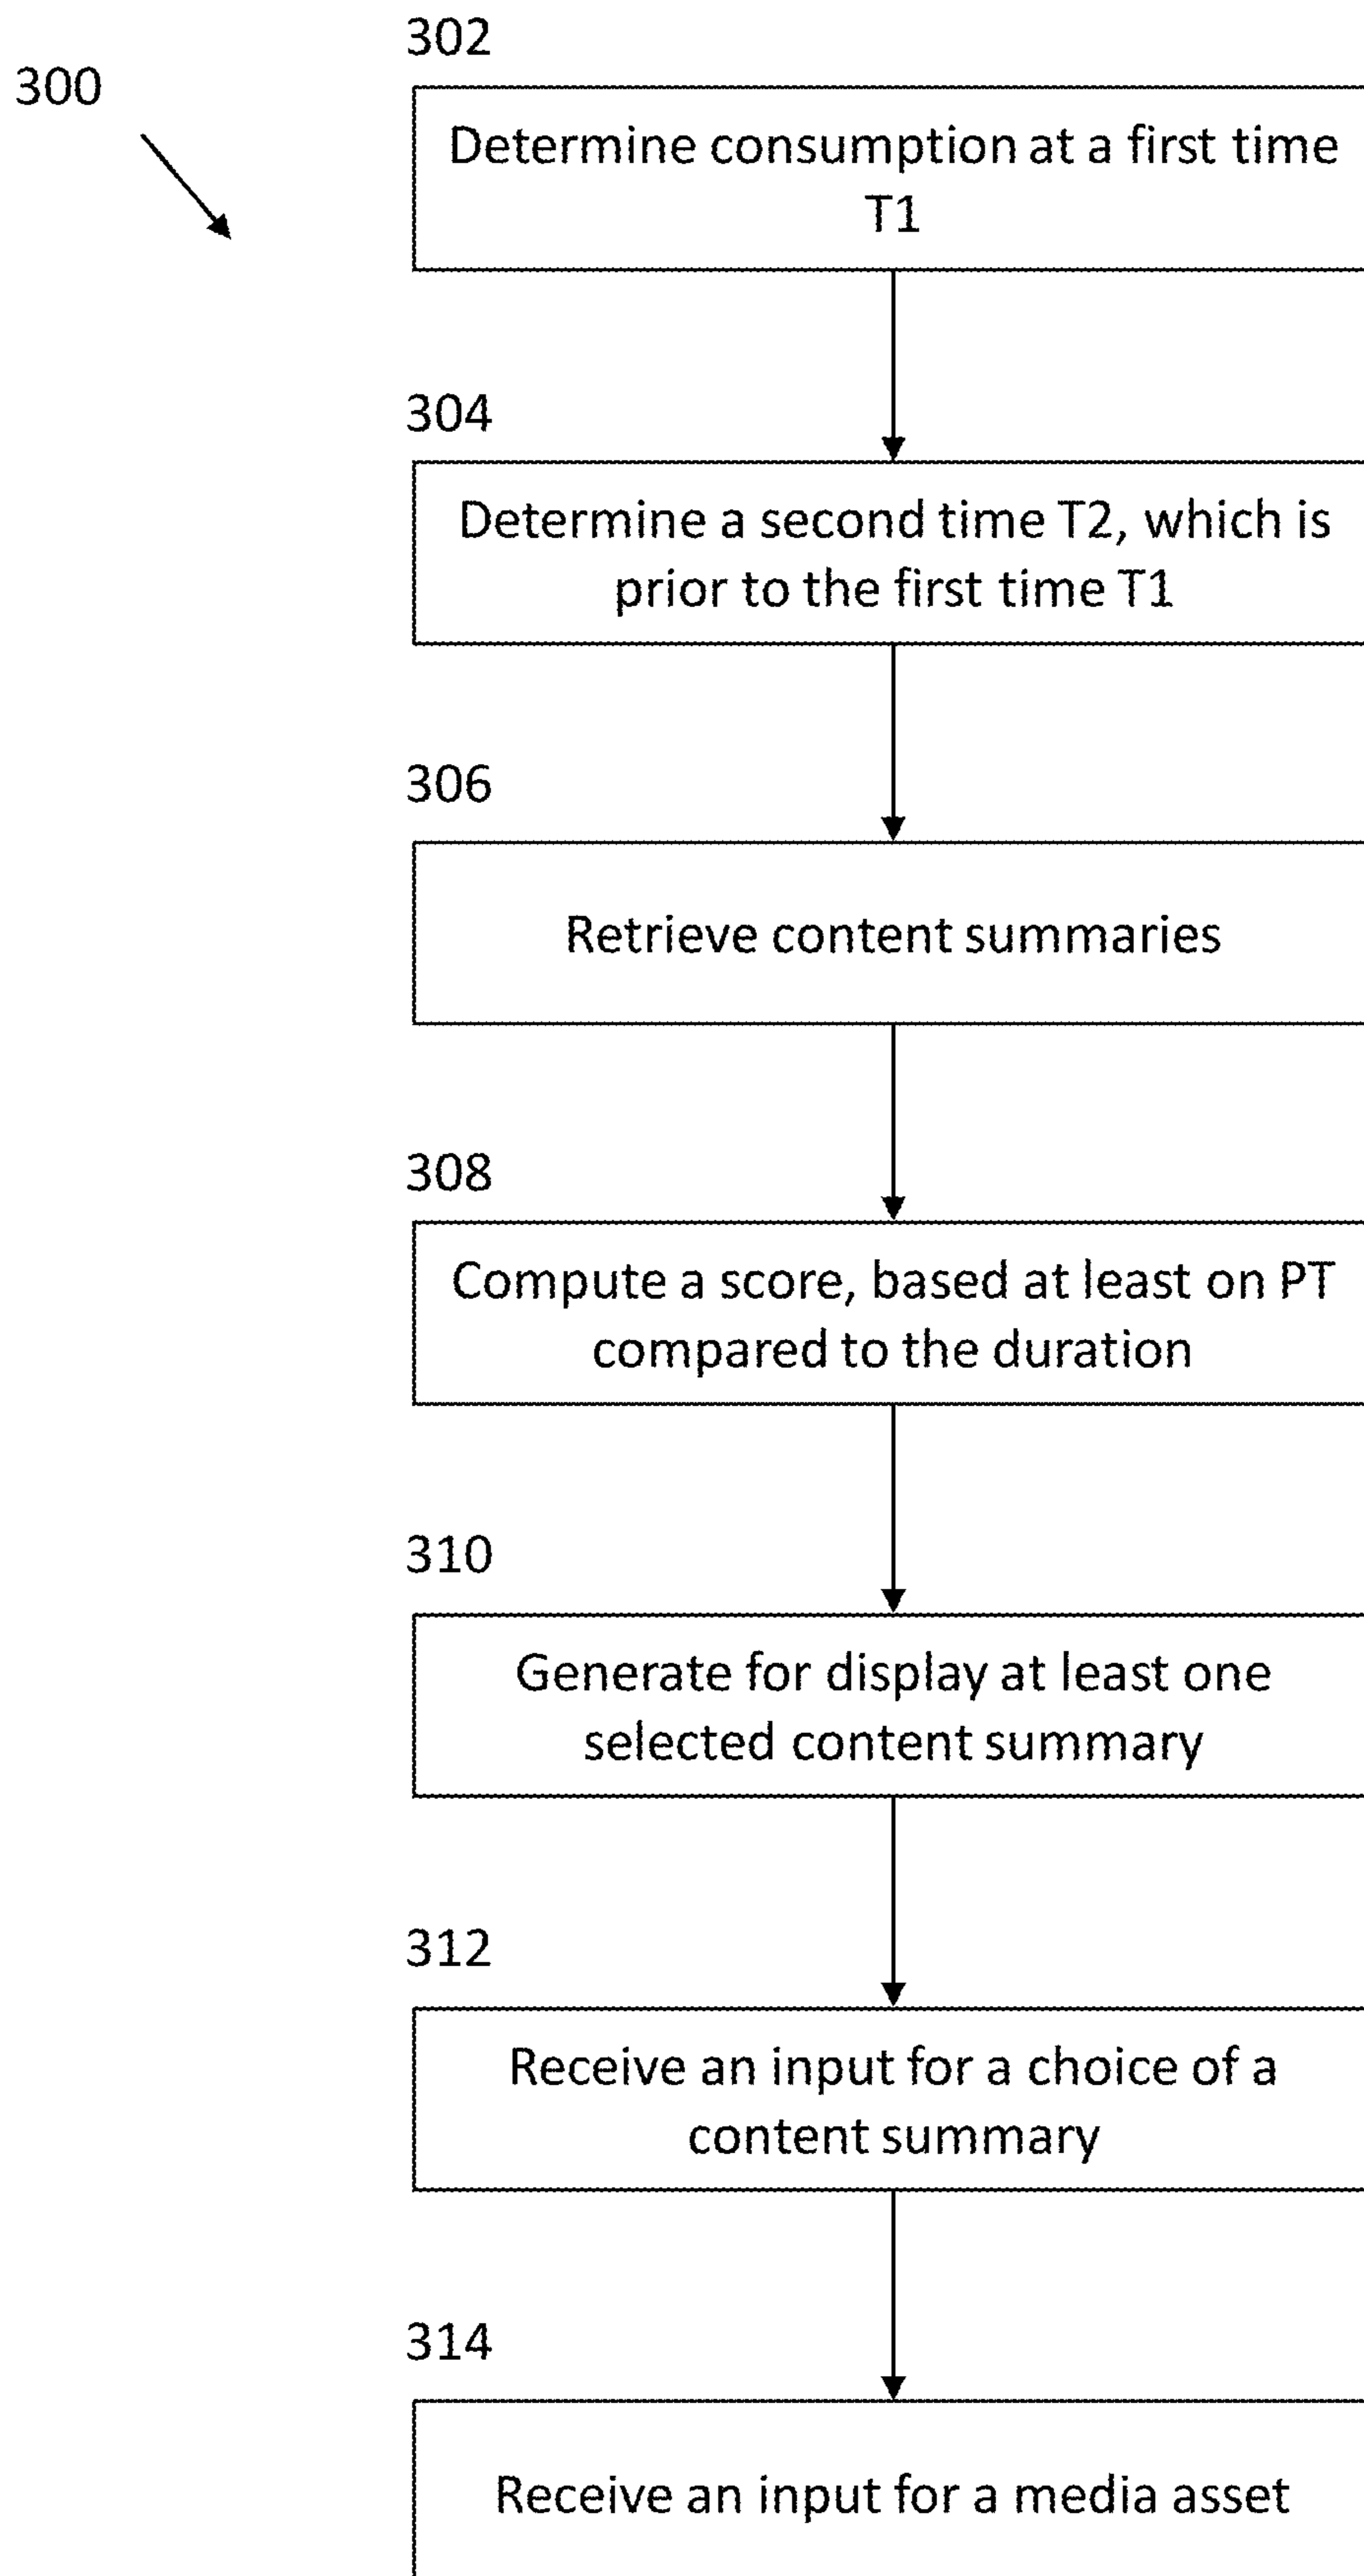 302
300
Determine consumption at a first time
T1
304
Determine a second time T2, which is
prior to the first time T1
306
Retrieve content summaries
308
Compute a score, based at least on PT
compared to the duration
310
Generate for display at least one
selected content summary
312
Receive an input for a choice of a
content summary
314
Receive an input for a media asset